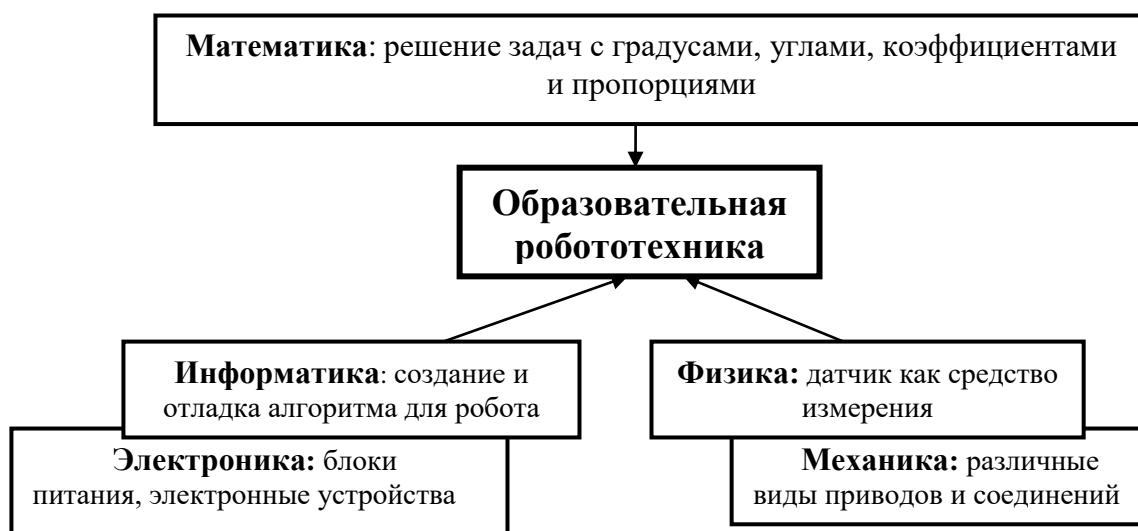 Математика: решение задач с градусами, углами, коэффициентами
и пропорциями
Образовательная
робототехника
Информатика: создание и
отладка алгоритма для робота
Физика: датчик как средство
измерения
Электроника: блоки
питания, электронные устройства
Механика: различные
виды приводов и соединений